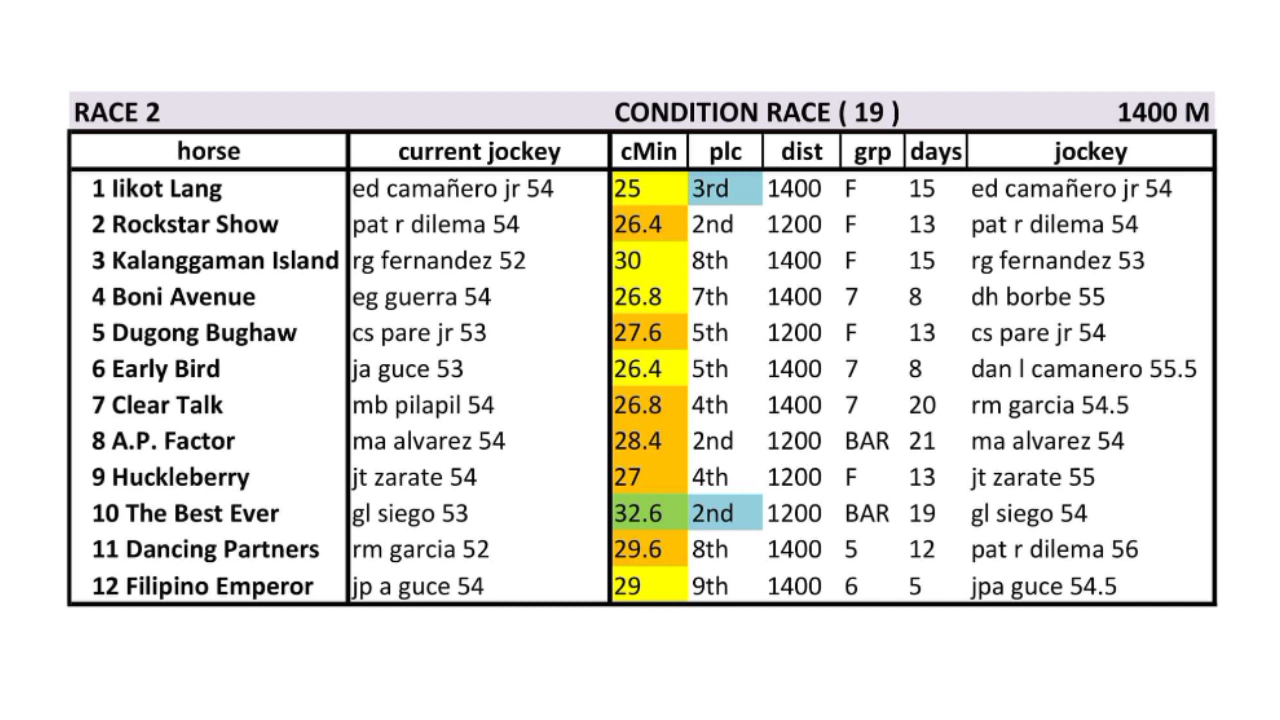 RACE 2 CONDITION RACE ( 19 ) 1400 M
horse current jockey cMin plc dist grp days jockey
1 Iikot Lang ed camañero jr 54 25 3rd 1400 F 15 ed camañero jr 54
2 Rockstar Show pat r dilema 54 26.4 2nd 1200 F 13 pat r dilema 54
3 Kalanggaman Island rg fernandez 52 30 8th 1400 F 15 rg fernandez 53
4 Boni Avenue eg guerra 54 26.8 7th 1400 7 8 dh borbe 55
5 Dugong Bughaw cs pare jr 53 27.6 5th 1200 F 13 cs pare jr 54
6 Early Bird ja guce 53 26.4 5th 1400 7 8 dan l camanero 55.5
7 Clear Talk mb pilapil 54 26.8 4th 1400 7 20 rm garcia 54.5
8 A.P. Factor ma alvarez 54 28.4 2nd 1200 BAR 21 ma alvarez 54
9 Huckleberry jt zarate 54 27 4th 1200 F 13 jt zarate 55
10 The Best Ever gl siego 53 32.6 2nd 1200 BAR 19 gl siego 54
11 Dancing Partners rm garcia 52 29.6 8th 1400 5 12 pat r dilema 56
12 Filipino Emperor jp a guce 54 29 9th 1400 6 5 jpa guce 54.5